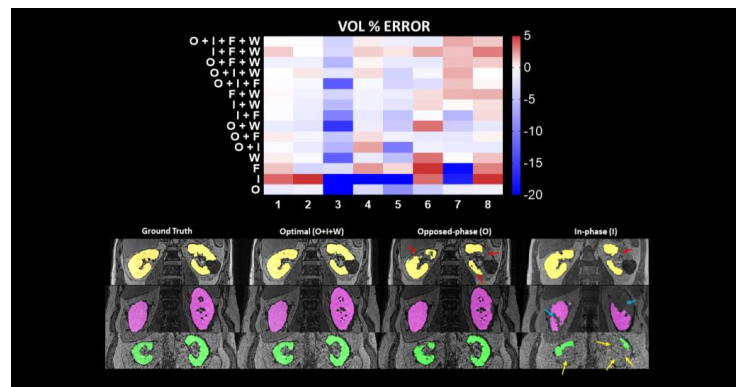 VOL % ERROR
O + I + F + W
I + F + W
O + F + W
O + I + W
O + I + F
F + W
I + W
I + F
O + W
O + F
O + I
W
F
I
O
5
0
-5
-10
-15
-20
1 2 3 4 5 6 7 8
Ground Truth Optimal (O+I+W) Opposed-phase (O) In-phase (I)